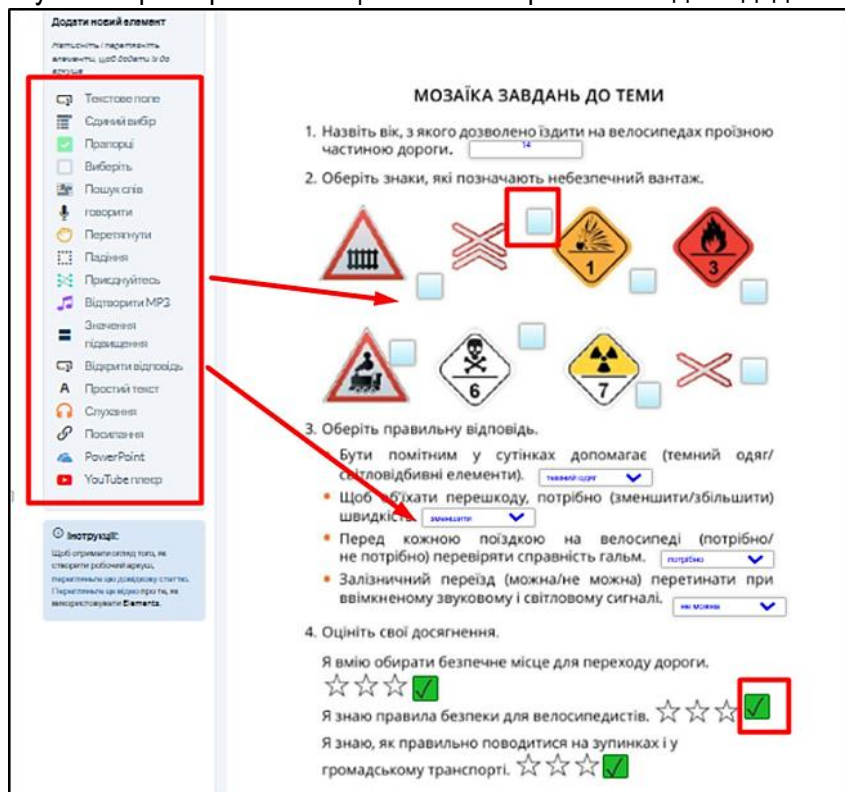 Додати новий елемент
Натисніть і перетягніть
елементи, щоб додати їх до
аркуша
Текстове поле
Єдиний вибір
Прапорці
Виберіть
Пошук слів
говорити
Перетягнути
Падіння
Приєднуйтесь
Відтворити MP3
Значення
підвищення
Відкрити відповідь
Простий текст
Слухання
Посилання
PowerPoint
YouTube плеєр
Інструкції:
Щоб отримати огляд того, як
створити робочий аркуш,
перегляньте цю довідкову статтю.
Перегляньте це відео про те, як
використовувати Elements.
МОЗАЇКА ЗАВДАНЬ ДО ТЕМИ
1. Назвіть вік, з якого дозволено їздити на велосипедах проїзною
частиною дороги. 14
2. Оберіть знаки, які позначають небезпечний вантаж.
1
3
6
7
3. Оберіть правильну відповідь.
• Бути помітним у сутінках допомагає (темний одяг/
світловідбивні елементи). темний одяг
• Щоб об'їхати перешкоду, потрібно (зменшити/збільшити)
швидкість. зменшити
• Перед кожною поїздкою на велосипеді (потрібно/
не потрібно) перевіряти справність гальм. потрібно
• Залізничний переїзд (можна/не можна) перетинати при
ввімкненому звуковому і світловому сигналі. не можна
4. Оцініть свої досягнення.
Я вмію обирати безпечне місце для переходу дороги.
Я знаю правила безпеки для велосипедистів.
Я знаю, як правильно поводитися на зупинках і у
громадському транспорті.